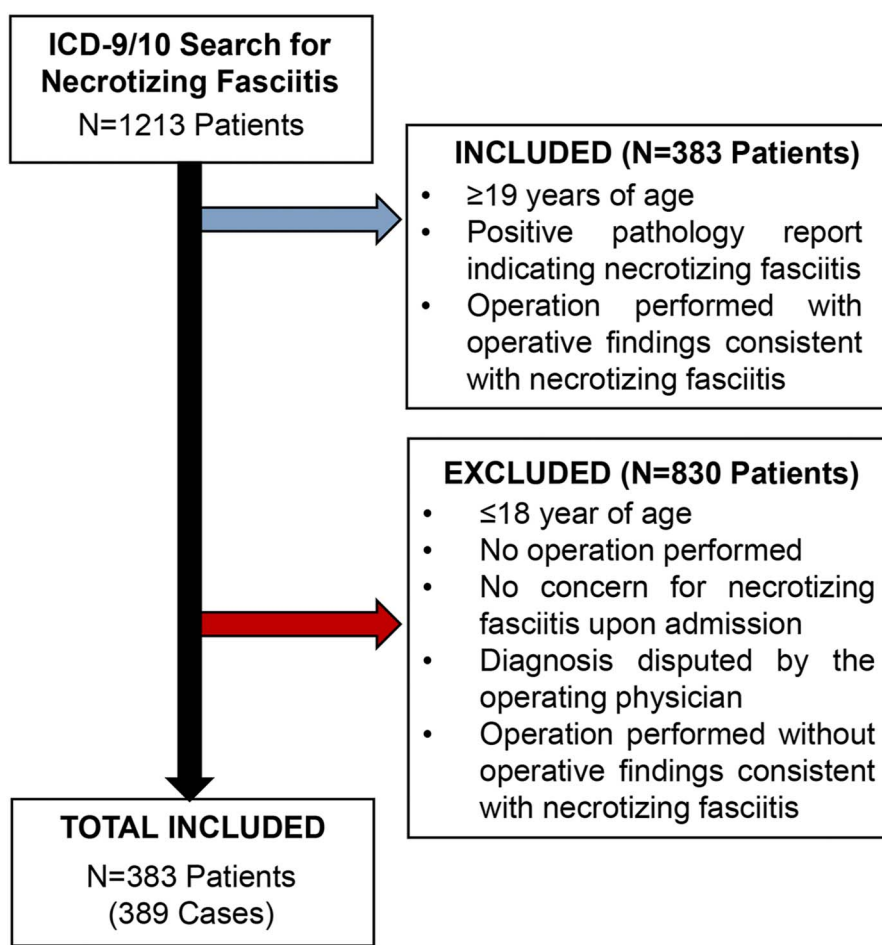 ICD-9/10 Search for
Necrotizing Fasciitis
N=1213 Patients
INCLUDED (N=383 Patients)
• ≥19 years of age
• Positive pathology report
indicating necrotizing fasciitis
• Operation performed with
operative findings consistent
with necrotizing fasciitis
EXCLUDED (N=830 Patients)
• ≤18 year of age
• No operation performed
• No concern for necrotizing
fasciitis upon admission
• Diagnosis disputed by the
operating physician
• Operation performed without
operative findings consistent
with necrotizing fasciitis
TOTAL INCLUDED
N=383 Patients
(389 Cases)